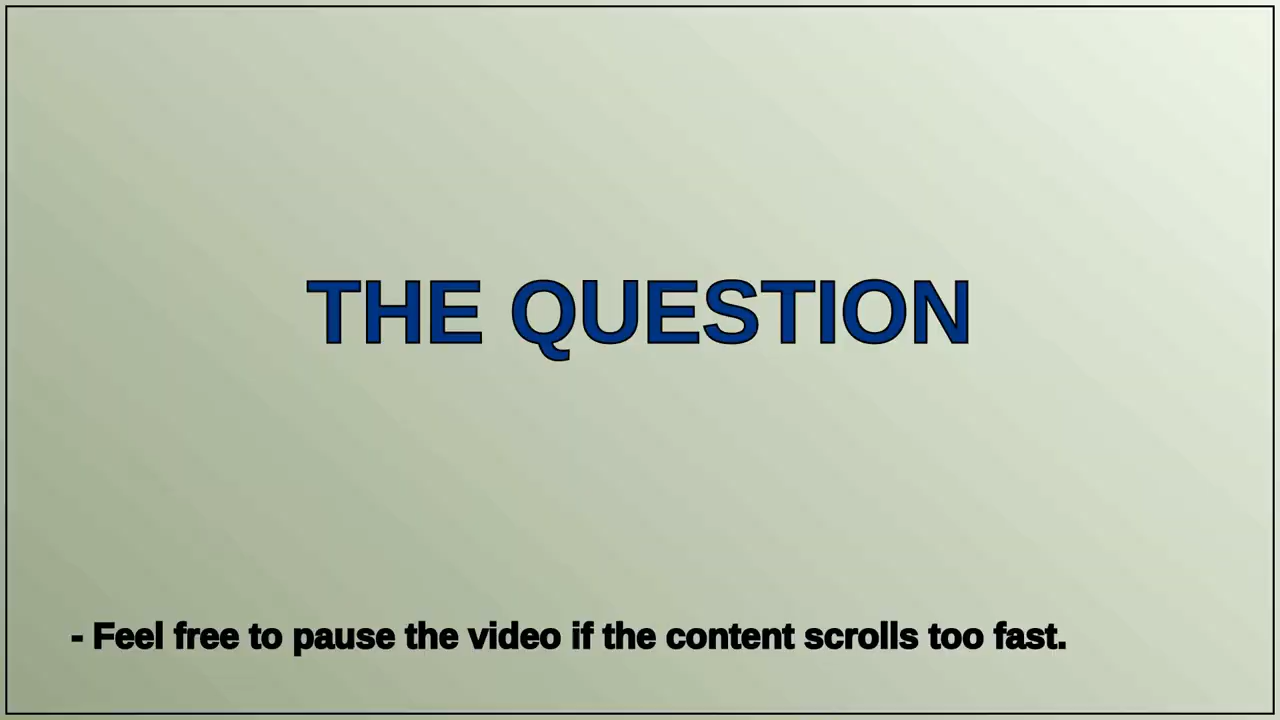 THE QUESTION
- Feel free to pause the video if the content scrolls too fast.